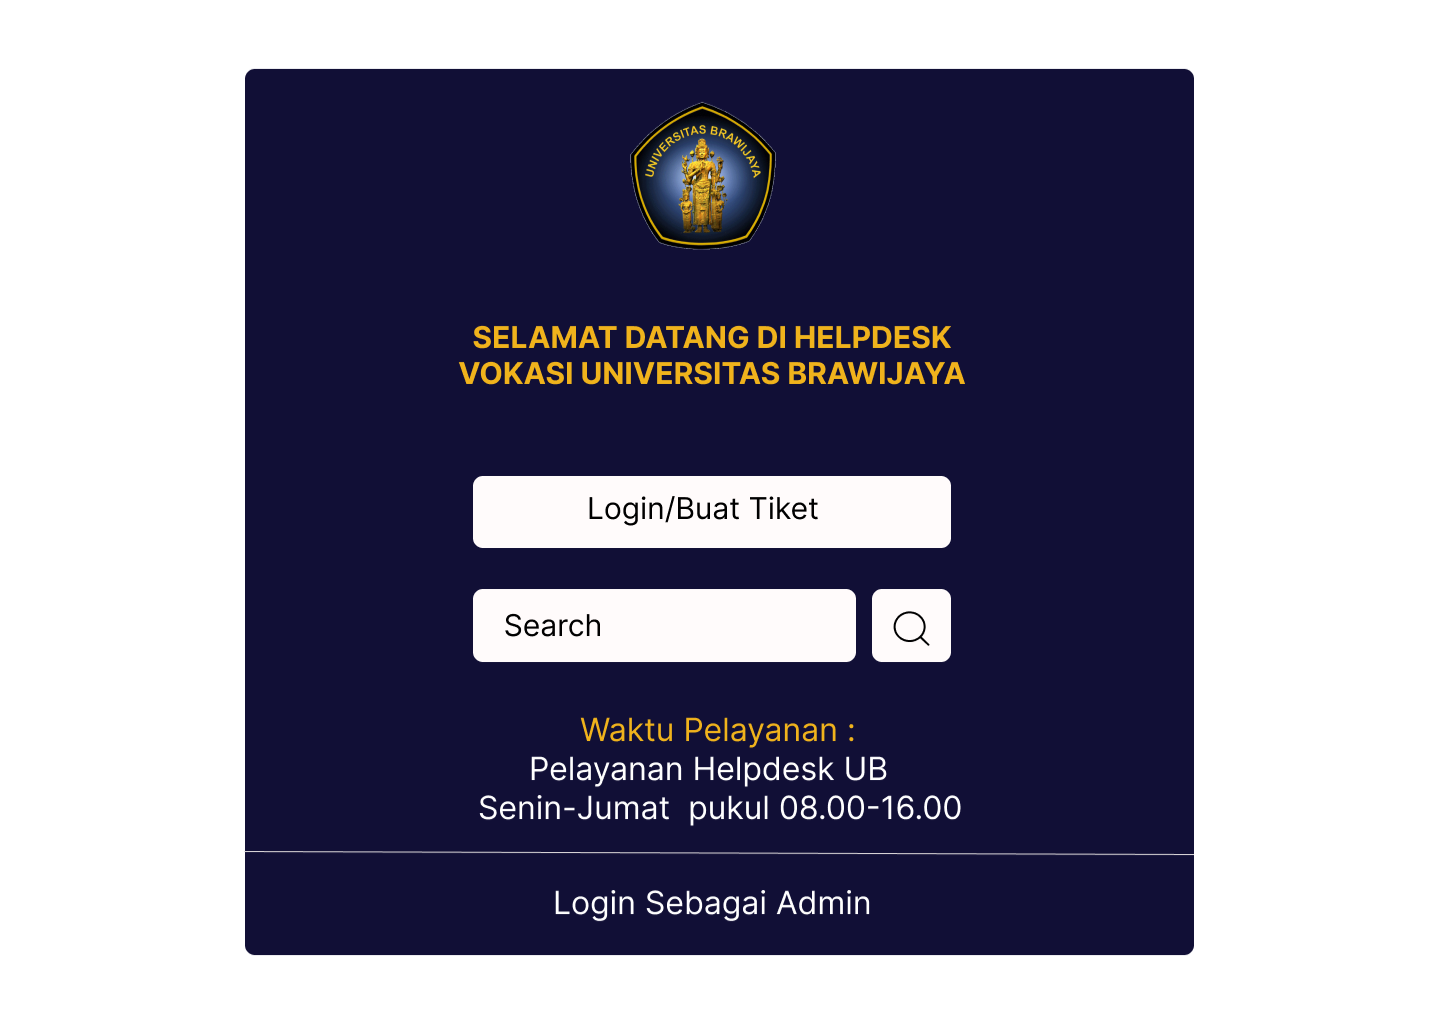 UNIVERSITAS BRAWIJAYA
SELAMAT DATANG DI HELPDESK
VOKASI UNIVERSITAS BRAWIJAYA
Login/Buat Tiket
Search
Waktu Pelayanan :
Pelayanan Helpdesk UB
Senin-Jumat  pukul 08.00-16.00
Login Sebagai Admin